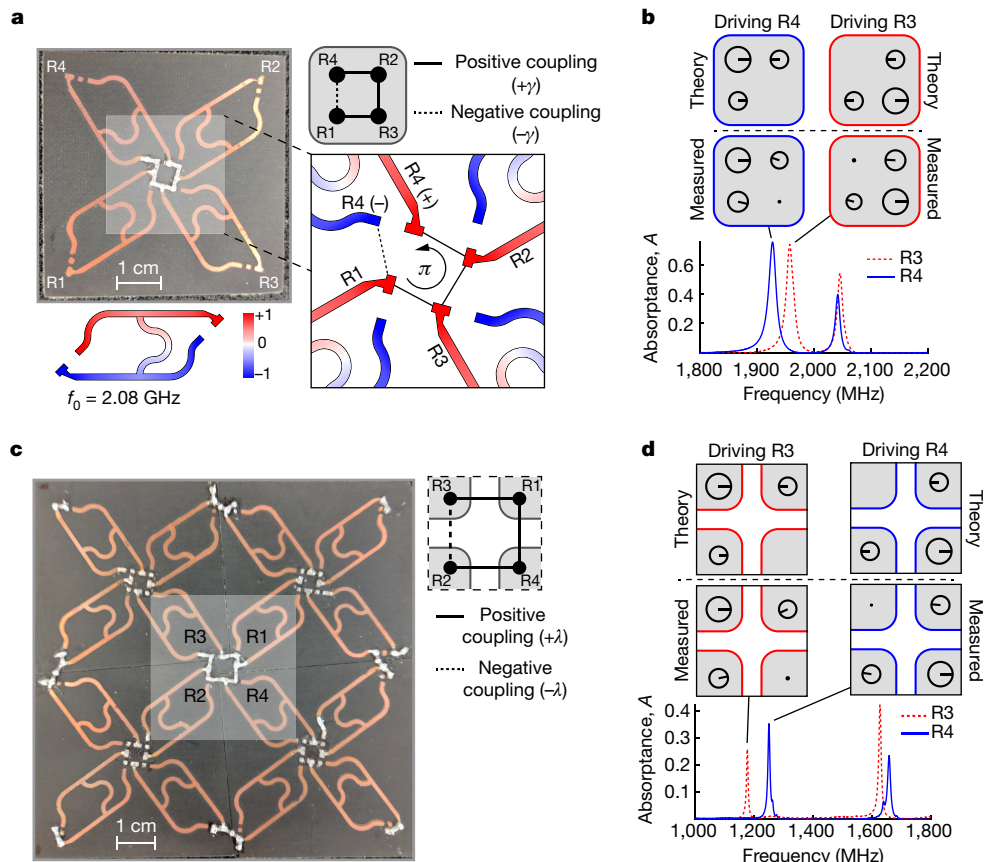 a
R4
R2
R1
R3
1 cm
+1
0
−1
f0 = 2.08 GHz
R4
R2
R1
R3
Positive coupling
(+γ)
Negative coupling
(−γ)
R4 (+)
R4 (−)
R1
R2
R3
π
b
Driving R4
Driving R3
Theory
Theory
Measured
Measured
R3
R4
Absorptance, A
0.6
0.4
0.2
1,800
1,900
2,000
2,100
2,200
Frequency (MHz)
c
R3
R1
R2
R4
1 cm
R3
R1
R2
R4
Positive
coupling (+λ)
Negative
coupling (−λ)
d
Driving R3
Driving R4
Theory
Measured
Theory
Measured
R3
R4
Absorptance, A
0.4
0.3
0.2
0.1
0
1,000
1,200
1,400
1,600
1,800
Frequency (MHz)